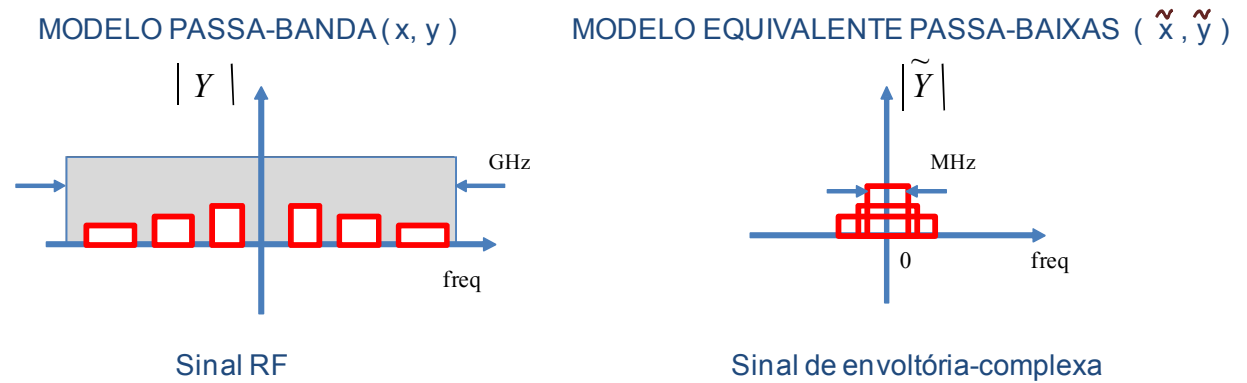 MODELO PASSA-BANDA ( x, y )
MODELO EQUIVALENTE PASSA-BAIXAS ( x̃ , ỹ )
| Y |
|Ỹ|
GHz
MHz
freq
0
freq
Sinal RF
Sinal de envoltória-complexa